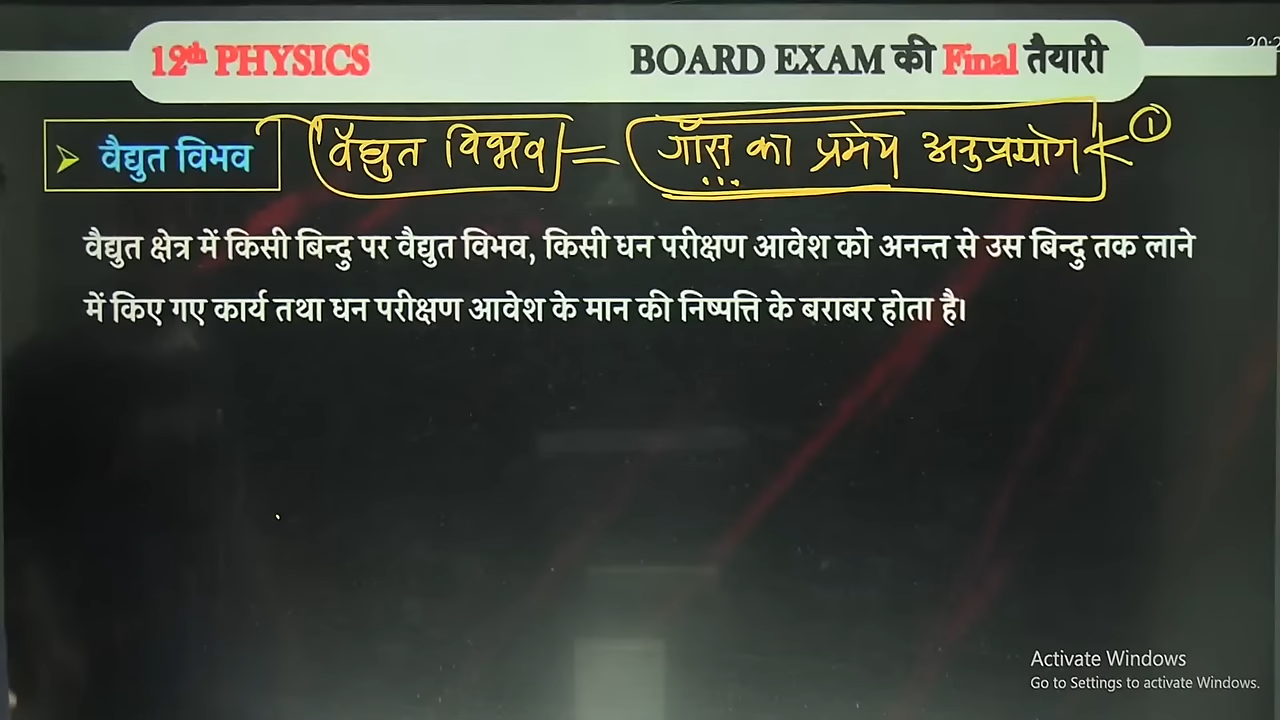 12th PHYSICS BOARD EXAM की Final तैयारी
➤ वैद्युत विभव वैद्युत विभव = गॉस का प्रमेय अनुप्रयोग ①
वैद्युत क्षेत्र में किसी बिन्दु पर वैद्युत विभव, किसी धन परीक्षण आवेश को अनन्त से उस बिन्दु तक लाने
में किए गए कार्य तथा धन परीक्षण आवेश के मान की निष्पत्ति के बराबर होता है।
Activate Windows
Go to Settings to activate Windows.